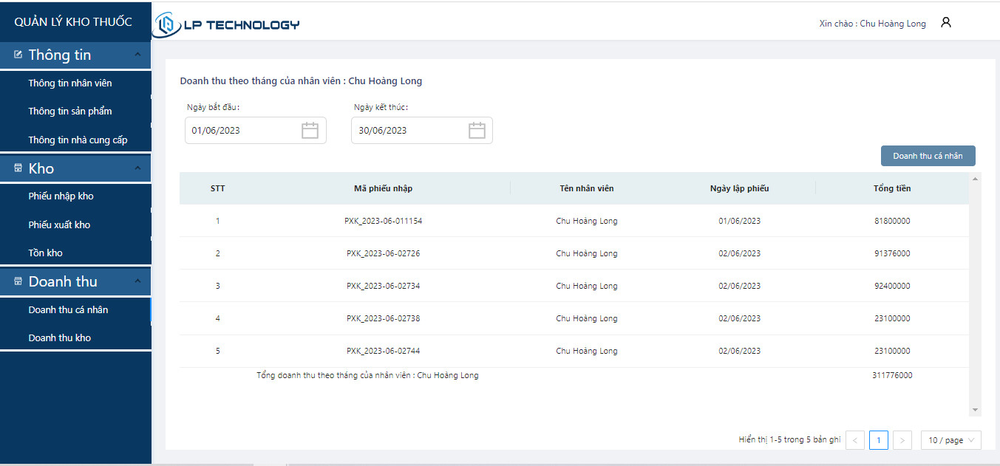 QUẢN LÝ KHO THUỐC
LP TECHNOLOGY
Xin chào : Chu Hoàng Long
Thông tin
Thông tin nhân viên
Thông tin sản phẩm
Thông tin nhà cung cấp
Kho
Phiếu nhập kho
Phiếu xuất kho
Tồn kho
Doanh thu
Doanh thu cá nhân
Doanh thu kho
Doanh thu theo tháng của nhân viên : Chu Hoàng Long
Ngày bắt đầu: Ngày kết thúc:
01/06/2023 30/06/2023
Doanh thu cá nhân
STT Mã phiếu nhập Tên nhân viên Ngày lập phiếu Tổng tiền
1 PXK_2023-06-011154 Chu Hoàng Long 01/06/2023 81800000
2 PXK_2023-06-02726 Chu Hoàng Long 02/06/2023 91376000
3 PXK_2023-06-02734 Chu Hoàng Long 02/06/2023 92400000
4 PXK_2023-06-02738 Chu Hoàng Long 02/06/2023 23100000
5 PXK_2023-06-02744 Chu Hoàng Long 02/06/2023 23100000
Tổng doanh thu theo tháng của nhân viên : Chu Hoàng Long 311776000
Hiển thị 1-5 trong 5 bản ghi < 1 > 10 / page